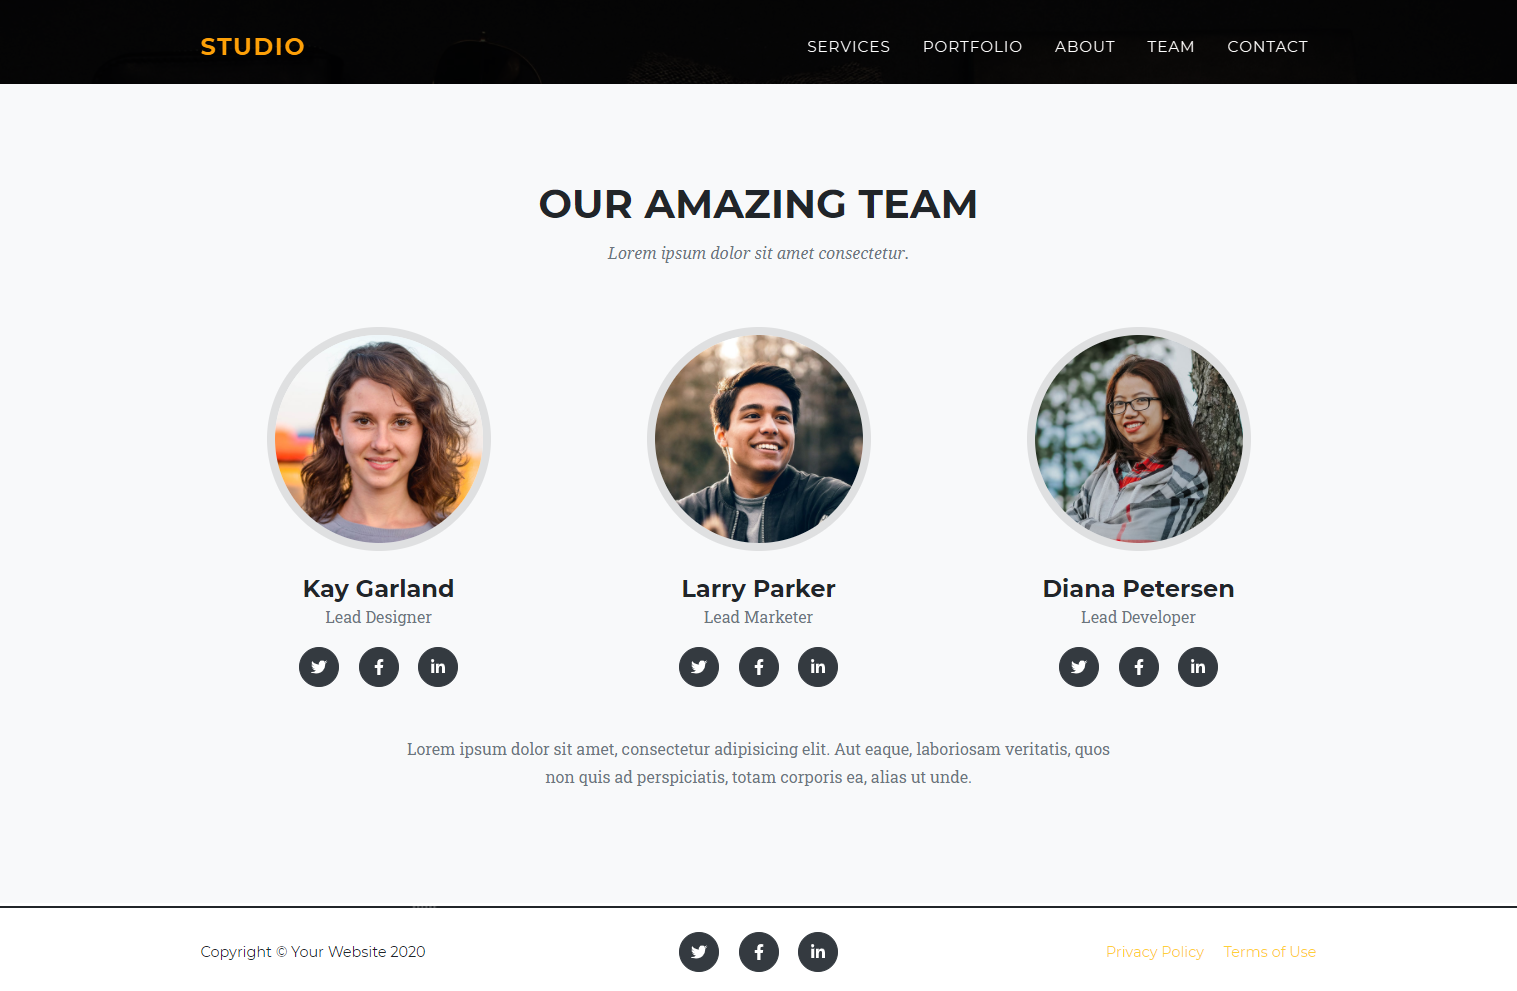 STUDIO
SERVICES PORTFOLIO ABOUT TEAM CONTACT
OUR AMAZING TEAM
Lorem ipsum dolor sit amet consectetur.
Kay Garland
Lead Designer
Larry Parker
Lead Marketer
Diana Petersen
Lead Developer
Lorem ipsum dolor sit amet, consectetur adipisicing elit. Aut eaque, laboriosam veritatis, quos
non quis ad perspiciatis, totam corporis ea, alias ut unde.
Copyright © Your Website 2020
Privacy Policy Terms of Use